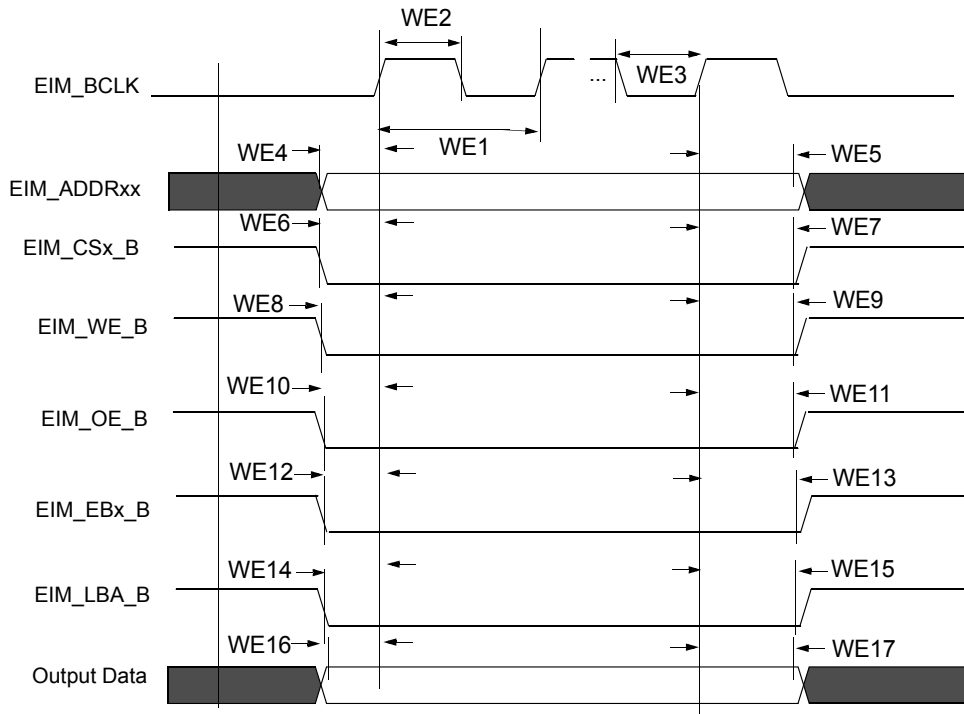 WE2
EIM_BCLK
...
WE3
WE4
WE1
WE5
EIM_ADDRxx
WE6
WE7
EIM_CSx_B
WE8
WE9
EIM_WE_B
WE10
WE11
EIM_OE_B
WE12
WE13
EIM_EBx_B
WE14
WE15
EIM_LBA_B
WE16
WE17
Output Data